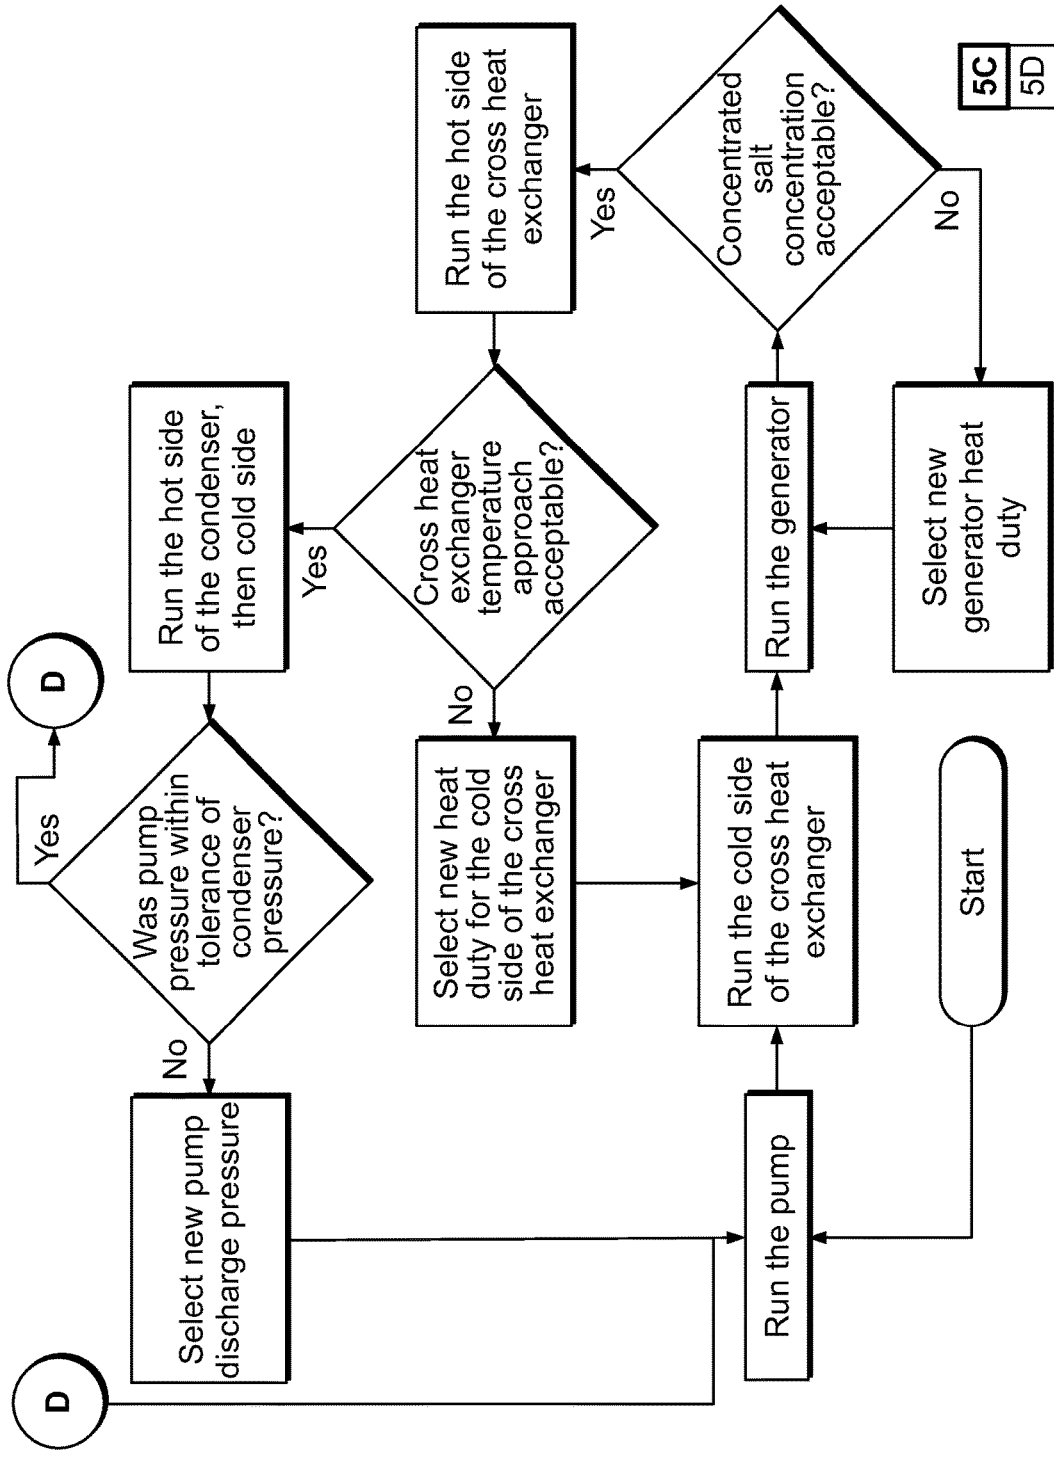 Start
Run the pump
Run the cold side
of the cross heat
exchanger
Run the generator
Concentrated
salt
concentration
acceptable?
No
Select new
generator heat
duty
Yes
Run the hot side
of the cross heat
exchanger
Cross heat
exchanger
temperature
approach
acceptable?
No
Select new heat
duty for the cold
side of the cross
heat exchanger
Yes
Run the hot side
of the condenser,
then cold side
Was pump
pressure within
tolerance of
condenser
pressure?
No
Select new pump
discharge pressure
Yes
D
D
5C
5D